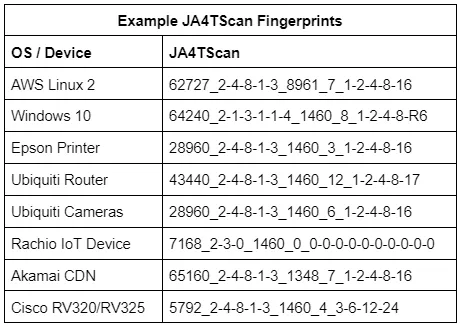 Example JA4TScan Fingerprints
OS / Device JA4TScan
AWS Linux 2 62727_2-4-8-1-3_8961_7_1-2-4-8-16
Windows 10 64240_2-1-3-1-1-4_1460_8_1-2-4-8-R6
Epson Printer 28960_2-4-8-1-3_1460_3_1-2-4-8-16
Ubiquiti Router 43440_2-4-8-1-3_1460_12_1-2-4-8-17
Ubiquiti Cameras 28960_2-4-8-1-3_1460_6_1-2-4-8-16
Rachio IoT Device 7168_2-3-0_1460_0_0-0-0-0-0-0-0-0-0-0
Akamai CDN 65160_2-4-8-1-3_1348_7_1-2-4-8-16
Cisco RV320/RV325 5792_2-4-8-1-3_1460_4_3-6-12-24